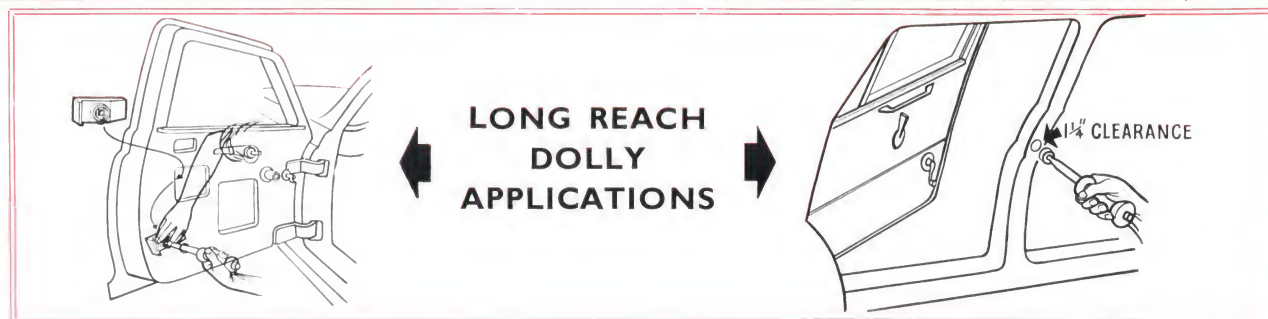 LONG REACH
DOLLY
APPLICATIONS
1¼" CLEARANCE